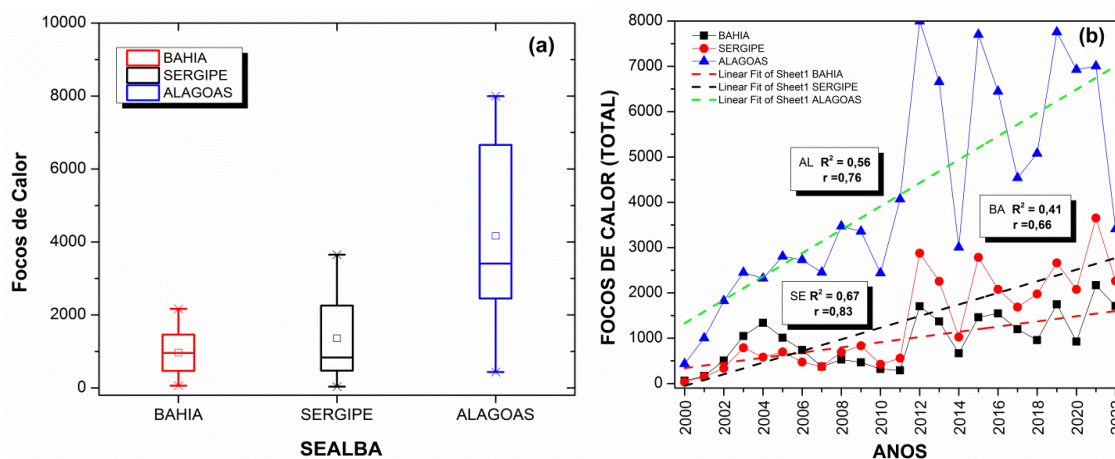 (a)
BAHIA
SERGIPE
ALAGOAS
Focos de Calor
10000
8000
6000
4000
2000
0
BAHIA SERGIPE ALAGOAS
SEALBA
(b)
BAHIA
SERGIPE
ALAGOAS
Linear Fit of Sheet1 BAHIA
Linear Fit of Sheet1 SERGIPE
Linear Fit of Sheet1 ALAGOAS
FOCOS DE CALOR (TOTAL)
8000
7000
6000
5000
4000
3000
2000
1000
0
AL R² = 0,56
r =0,76
BA R² = 0,41
r =0,66
SE R² = 0,67
r =0,83
2000 2002 2004 2006 2008 2010 2012 2014 2016 2018 2020 2022
ANOS